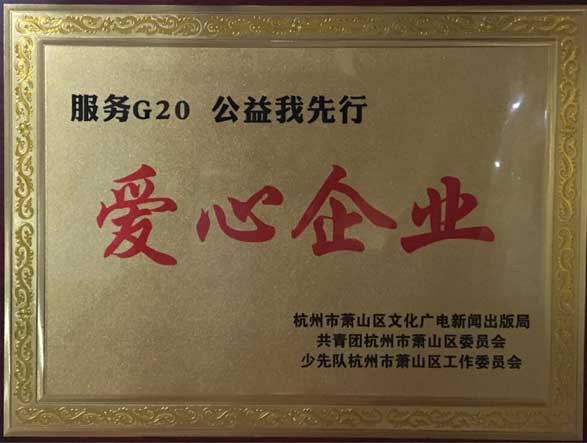 服务G20 公益我先行
爱心企业
杭州市萧山区文化广电新闻出版局
共青团杭州市萧山区委员会
少先队杭州市萧山区工作委员会